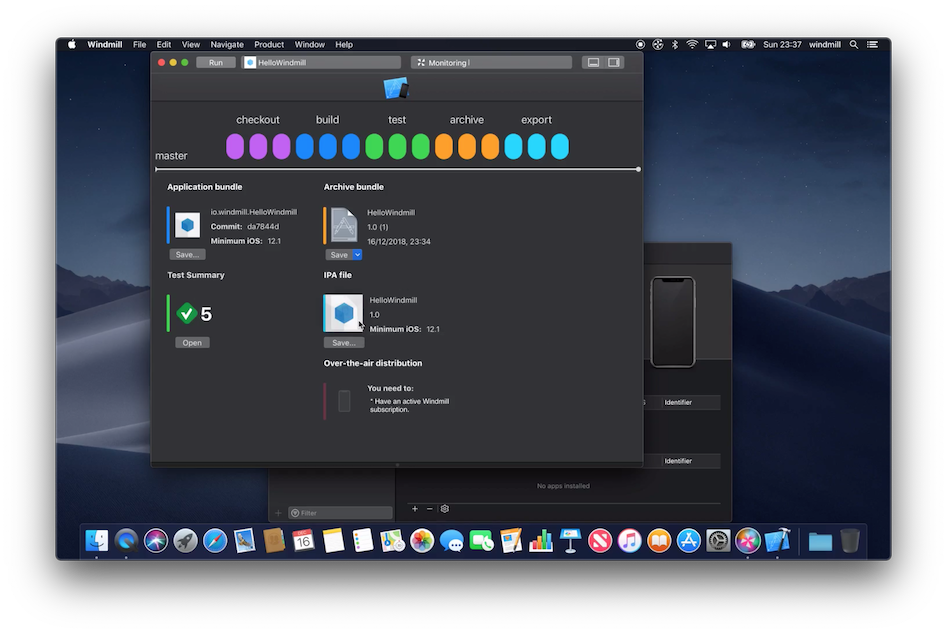 Windmill File Edit View Navigate Product Window Help Sun 23:37 windmill
Run HelloWindmill Monitoring
checkout build test archive export
master
Application bundle
io.windmill.HelloWindmill
Commit: da7844d
Minimum iOS: 12.1
Save...
Archive bundle
HelloWindmill
1.0 (1)
16/12/2018, 23:34
Save
Test Summary
5
Open
IPA file
HelloWindmill
1.0
Minimum iOS: 12.1
Save...
Over-the-air distribution
You need to:
* Have an active Windmill
subscription.
Identifier
Identifier
No apps installed
Filter
16